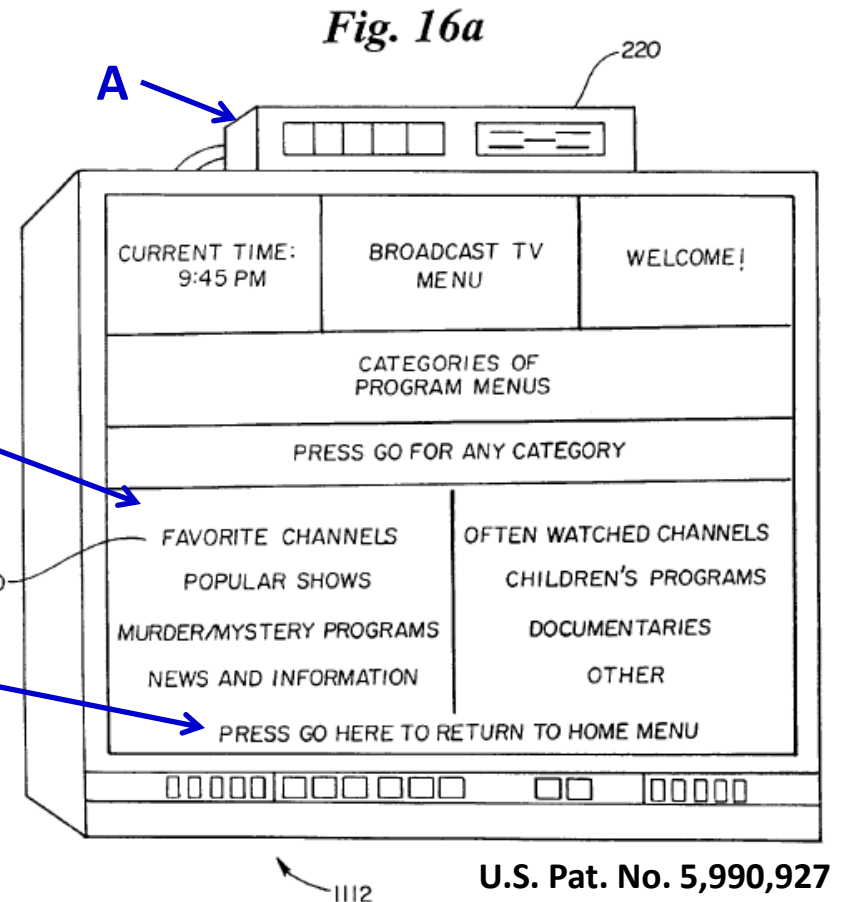 Fig. 16a
220
A
CURRENT TIME:
9:45 PM
BROADCAST TV
MENU
WELCOME!
CATEGORIES OF
PROGRAM MENUS
PRESS GO FOR ANY CATEGORY
FAVORITE CHANNELS
POPULAR SHOWS
MURDER/MYSTERY PROGRAMS
NEWS AND INFORMATION
OFTEN WATCHED CHANNELS
CHILDREN'S PROGRAMS
DOCUMENTARIES
OTHER
PRESS GO HERE TO RETURN TO HOME MENU
1112
U.S. Pat. No. 5,990,927